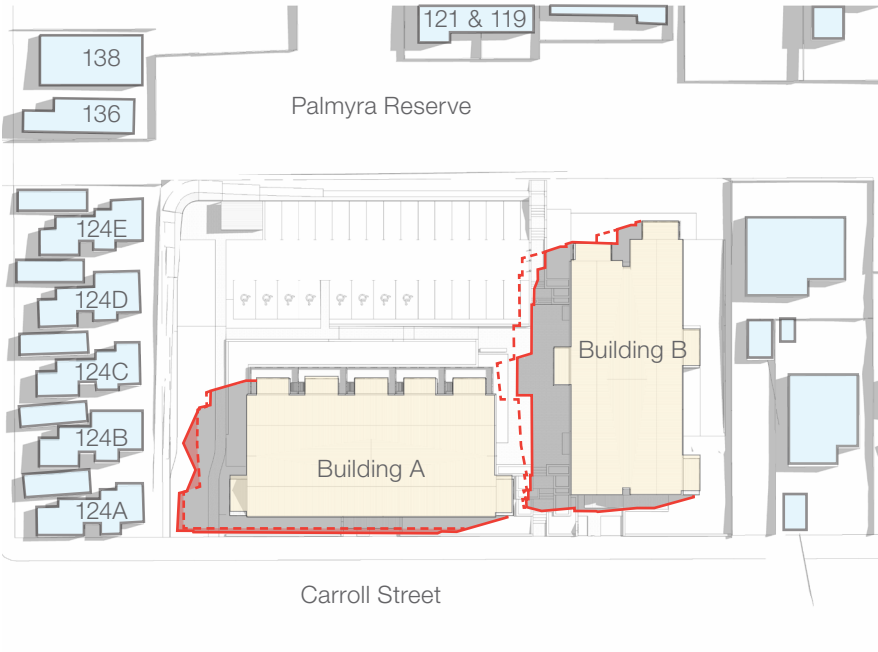 121 & 119
138
136
Palmyra Reserve
124E
124D
124C
124B
124A
Building B
Building A
Carroll Street